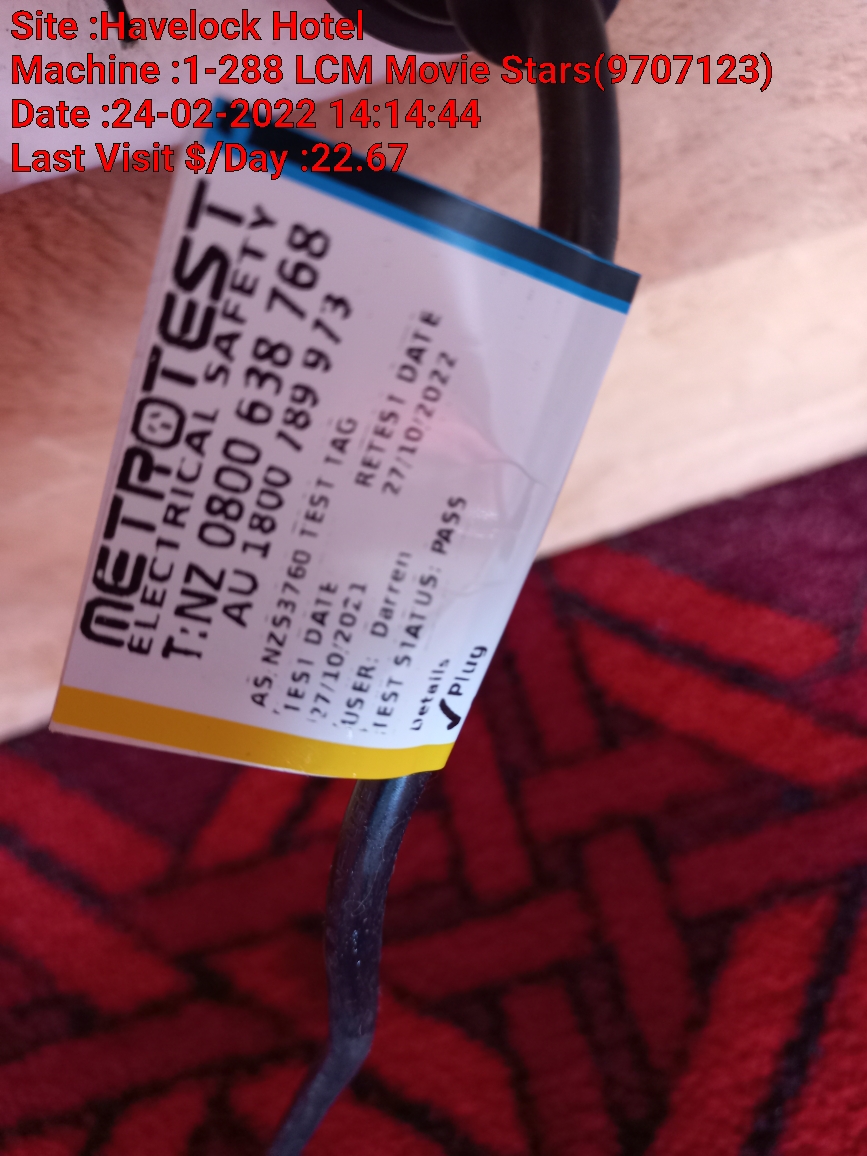 Site :Havelock Hotel
Machine :1-288 LCM Movie Stars(9707123)
Date :24-02-2022 14:14:44
Last Visit $/Day :22.67
METROTEST
ELECTRICAL SAFETY
T:NZ 0800 638 768
AU 1800 789 973
AS/NZS3760 TEST TAG
TEST DATE RETEST DATE
27/10/2021 27/10/2022
USER: Darren
TEST STATUS: PASS
Details
✓ Plug